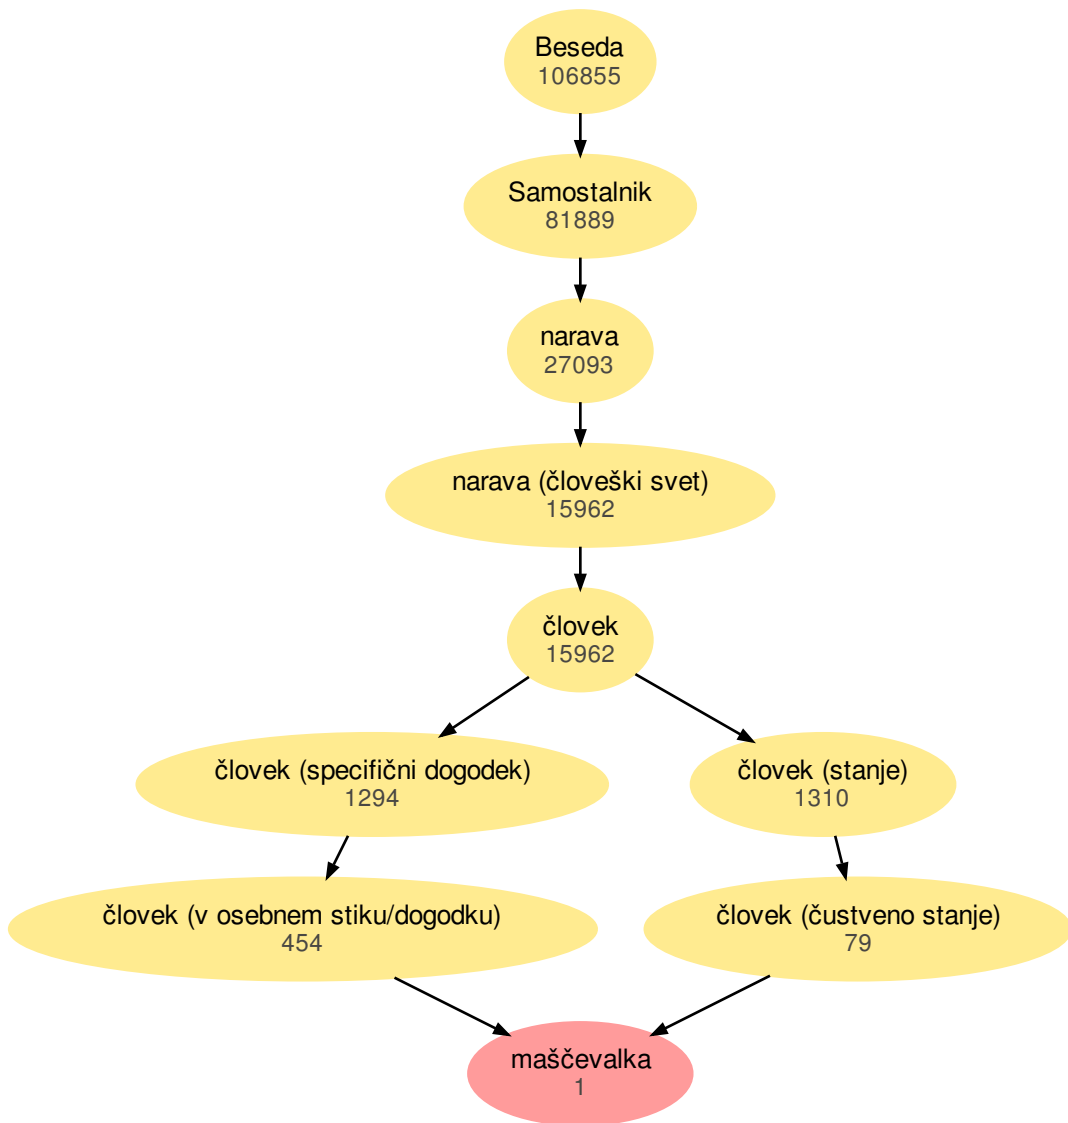 Beseda
106855
Samostalnik
81889
narava
27093
narava (človeški svet)
15962
človek
15962
človek (specifični dogodek)
1294
človek (stanje)
1310
človek (v osebnem stiku/dogodku)
454
človek (čustveno stanje)
79
maščevalka
1